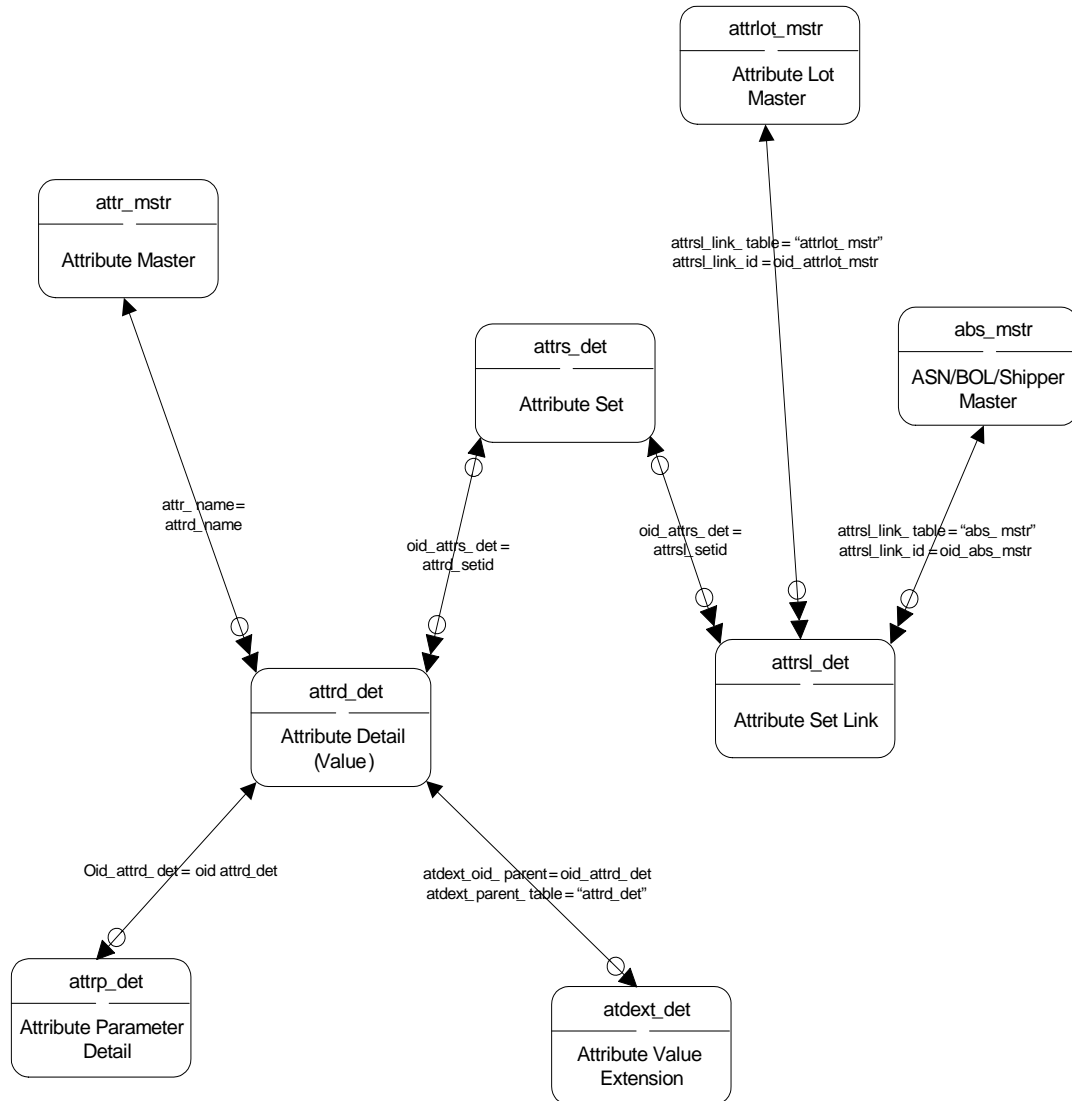 attrlot_mstr
Attribute Lot
Master
attr_mstr
Attribute Master
attrsl_link_table = “attrlot_mstr”
attrsl_link_id = oid_attrlot_mstr
attrs_det
Attribute Set
abs_mstr
ASN/BOL/Shipper
Master
attr_name =
attrd_name
oid_attrs_det =
attrd_setid
oid_attrs_det =
attrsl_setid
attrsl_link_table = “abs_mstr”
attrsl_link_id = oid_abs_mstr
attrd_det
Attribute Detail
(Value)
attrsl_det
Attribute Set Link
Oid_attrd_det = oid attrd_det
atdext_oid_parent = oid_attrd_det
atdext_parent_table = “attrd_det”
attrp_det
Attribute Parameter
Detail
atdext_det
Attribute Value
Extension